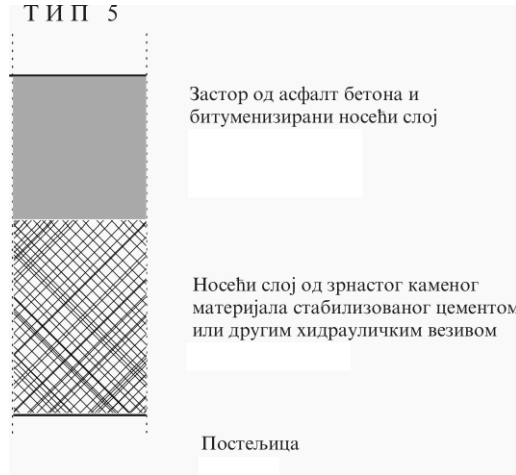 ТИП 5
Застор од асфалт бетона и
битуменизирани носећи слој
Носећи слој од зрнастог каменог
материјала стабилизованог цементом
или другим хидрауличким везивом
Постељица